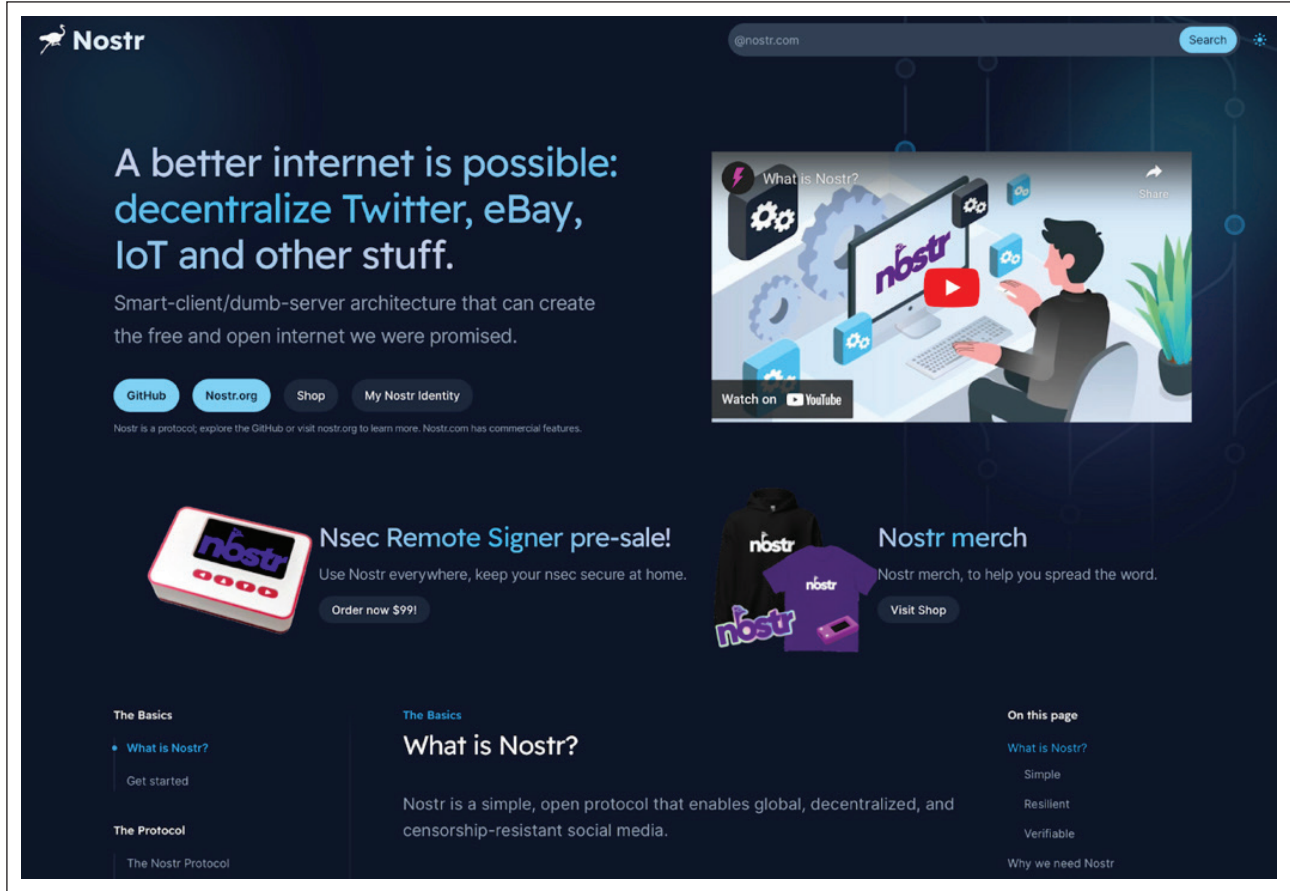 Nostr
@nostr.com
Search
A better internet is possible:
decentralize Twitter, eBay,
IoT and other stuff.
Smart-client/dumb-server architecture that can create
the free and open internet we were promised.
GitHub
Nostr.org
Shop
My Nostr Identity
Nostr is a protocol; explore the GitHub or visit nostr.org to learn more. Nostr.com has commercial features.
What is Nostr?
Share
nostr
Watch on YouTube
nostr
Nsec Remote Signer pre-sale!
Use Nostr everywhere, keep your nsec secure at home.
Order now $99!
nostr
nostr
nostr
Nostr merch
Nostr merch, to help you spread the word.
Visit Shop
The Basics
What is Nostr?
Get started
The Protocol
The Nostr Protocol
The Basics
What is Nostr?
Nostr is a simple, open protocol that enables global, decentralized, and
censorship-resistant social media.
On this page
What is Nostr?
Simple
Resilient
Verifiable
Why we need Nostr